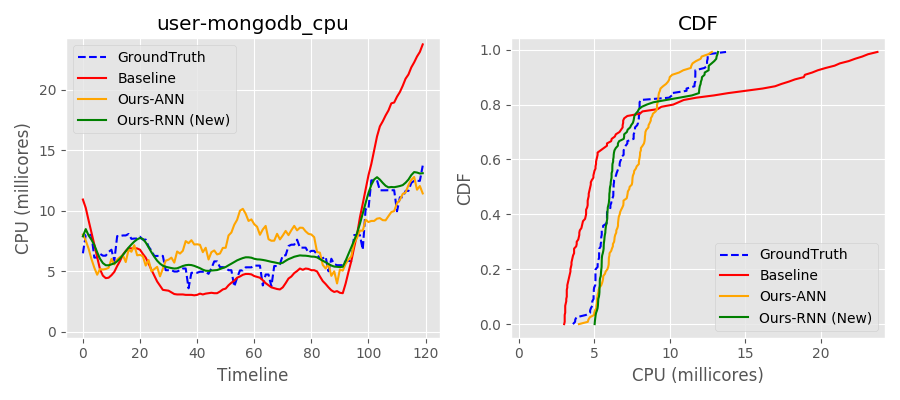 user-mongodb_cpu
GroundTruth
Baseline
Ours-ANN
Ours-RNN (New)
CPU (millicores)
20
15
10
5
0
0 20 40 60 80 100 120
Timeline
CDF
CDF
1.0
0.8
0.6
0.4
0.2
0.0
GroundTruth
Baseline
Ours-ANN
Ours-RNN (New)
0 5 10 15 20
CPU (millicores)